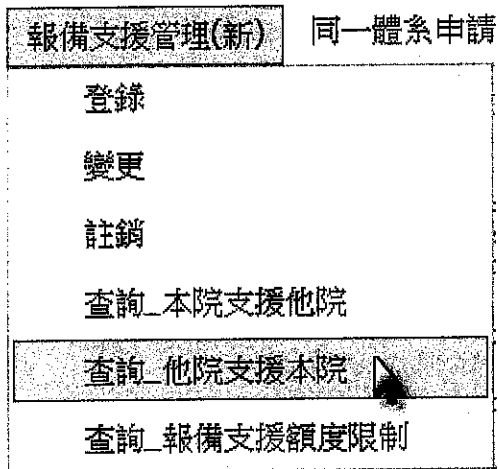 報備支援管理(新) 同一體系申請
登錄
變更
註銷
查詢_本院支援他院
查詢_他院支援本院
查詢_報備支援額度限制